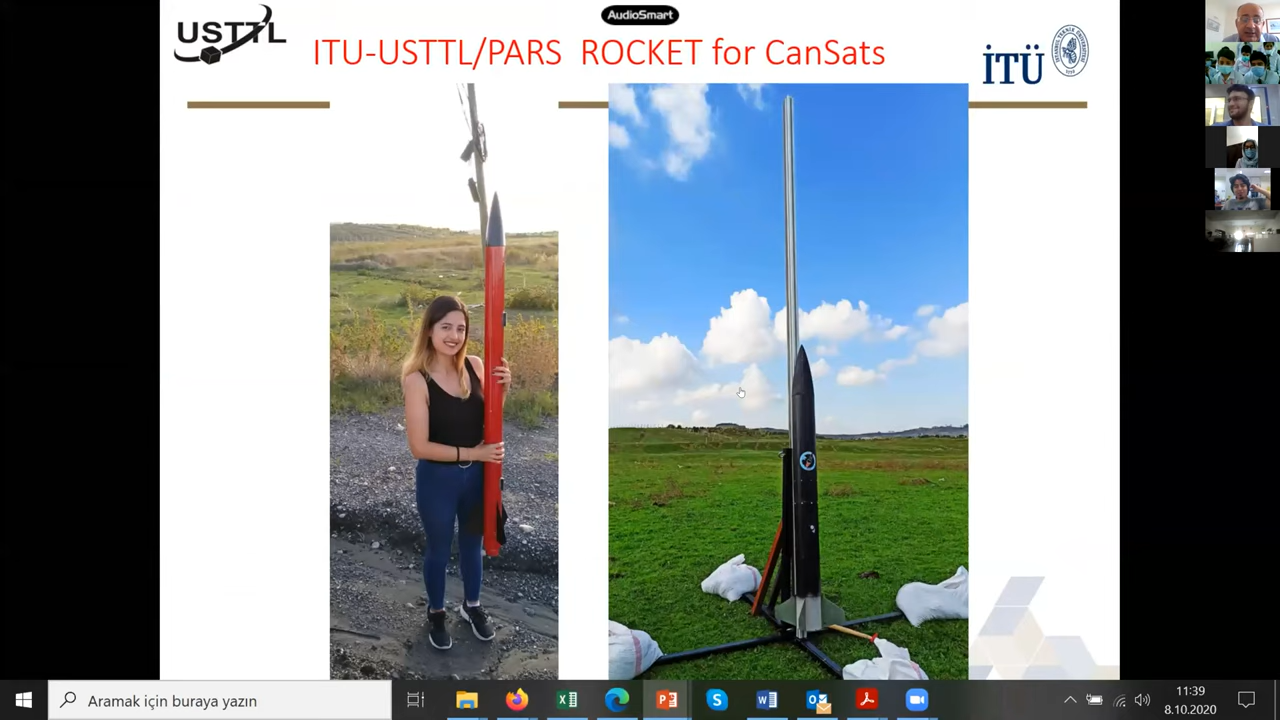 AudioSmart
USTTL
ITU-USTTL/PARS ROCKET for CanSats
İTÜ
Aramak için buraya yazın
11:39
8.10.2020